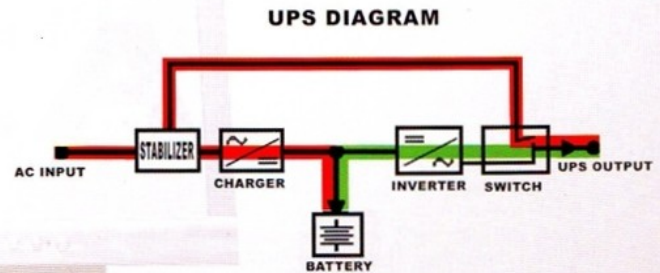 UPS DIAGRAM
STABILIZER
AC INPUT
CHARGER
INVERTER
SWITCH
UPS OUTPUT
BATTERY